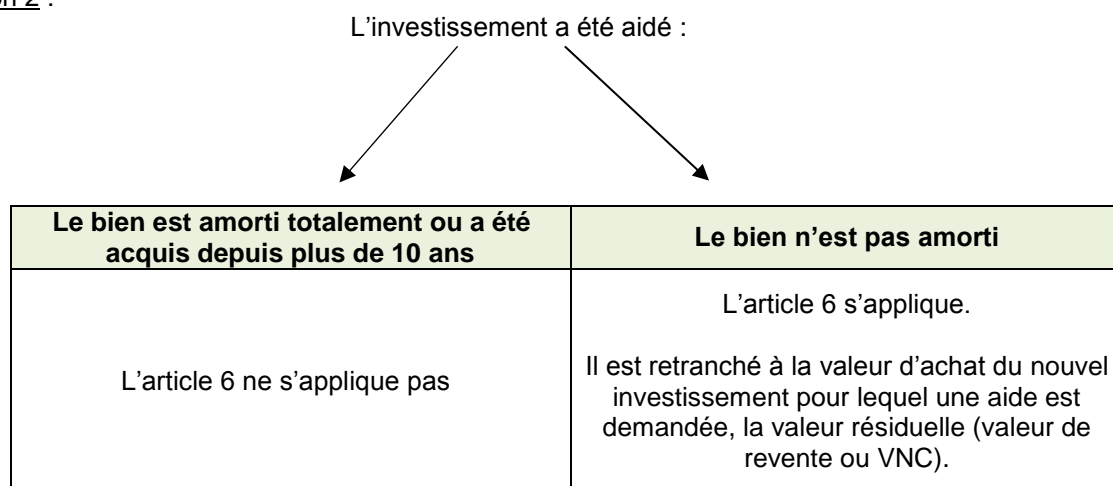 on 2 :
L’investissement a été aidé :
Le bien est amorti totalement ou a été
acquis depuis plus de 10 ans
Le bien n’est pas amorti
L’article 6 ne s’applique pas
L’article 6 s’applique.
Il est retranché à la valeur d’achat du nouvel
investissement pour lequel une aide est
demandée, la valeur résiduelle (valeur de
revente ou VNC).